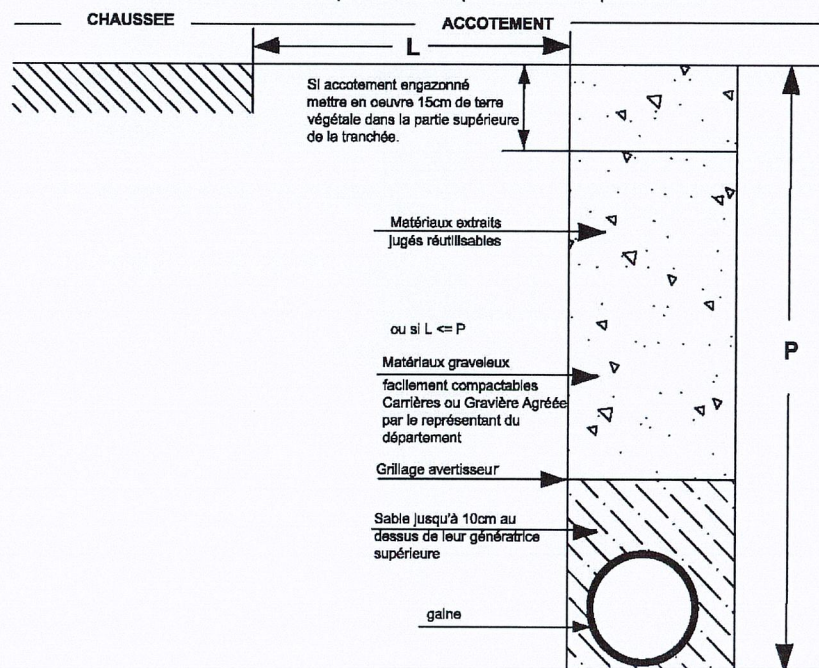 CHAUSSEE
ACCOTEMENT
L
Si accotement engazonné
mettre en oeuvre 15cm de terre
végétale dans la partie supérieure
de la tranchée.
Matériaux extraits
jugés réutilisables
ou si L <= P
P
Matériaux graveleux
facilement compactables
Carrières ou Gravière Agréée
par le représentant du
département
Grillage avertisseur
Sable jusqu'à 10cm au
dessus de leur génératrice
supérieure
gaine